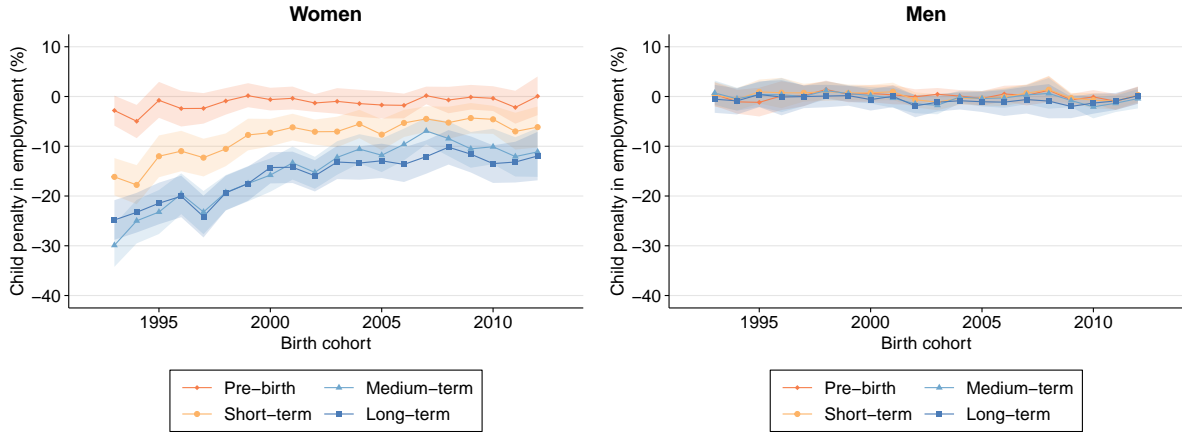 Women
Child penalty in employment (%)
10
0
−10
−20
−30
−40
1995
2000
2005
2010
Birth cohort
Pre−birth
Medium−term
Short−term
Long−term
Men
Child penalty in employment (%)
10
0
−10
−20
−30
−40
1995
2000
2005
2010
Birth cohort
Pre−birth
Medium−term
Short−term
Long−term